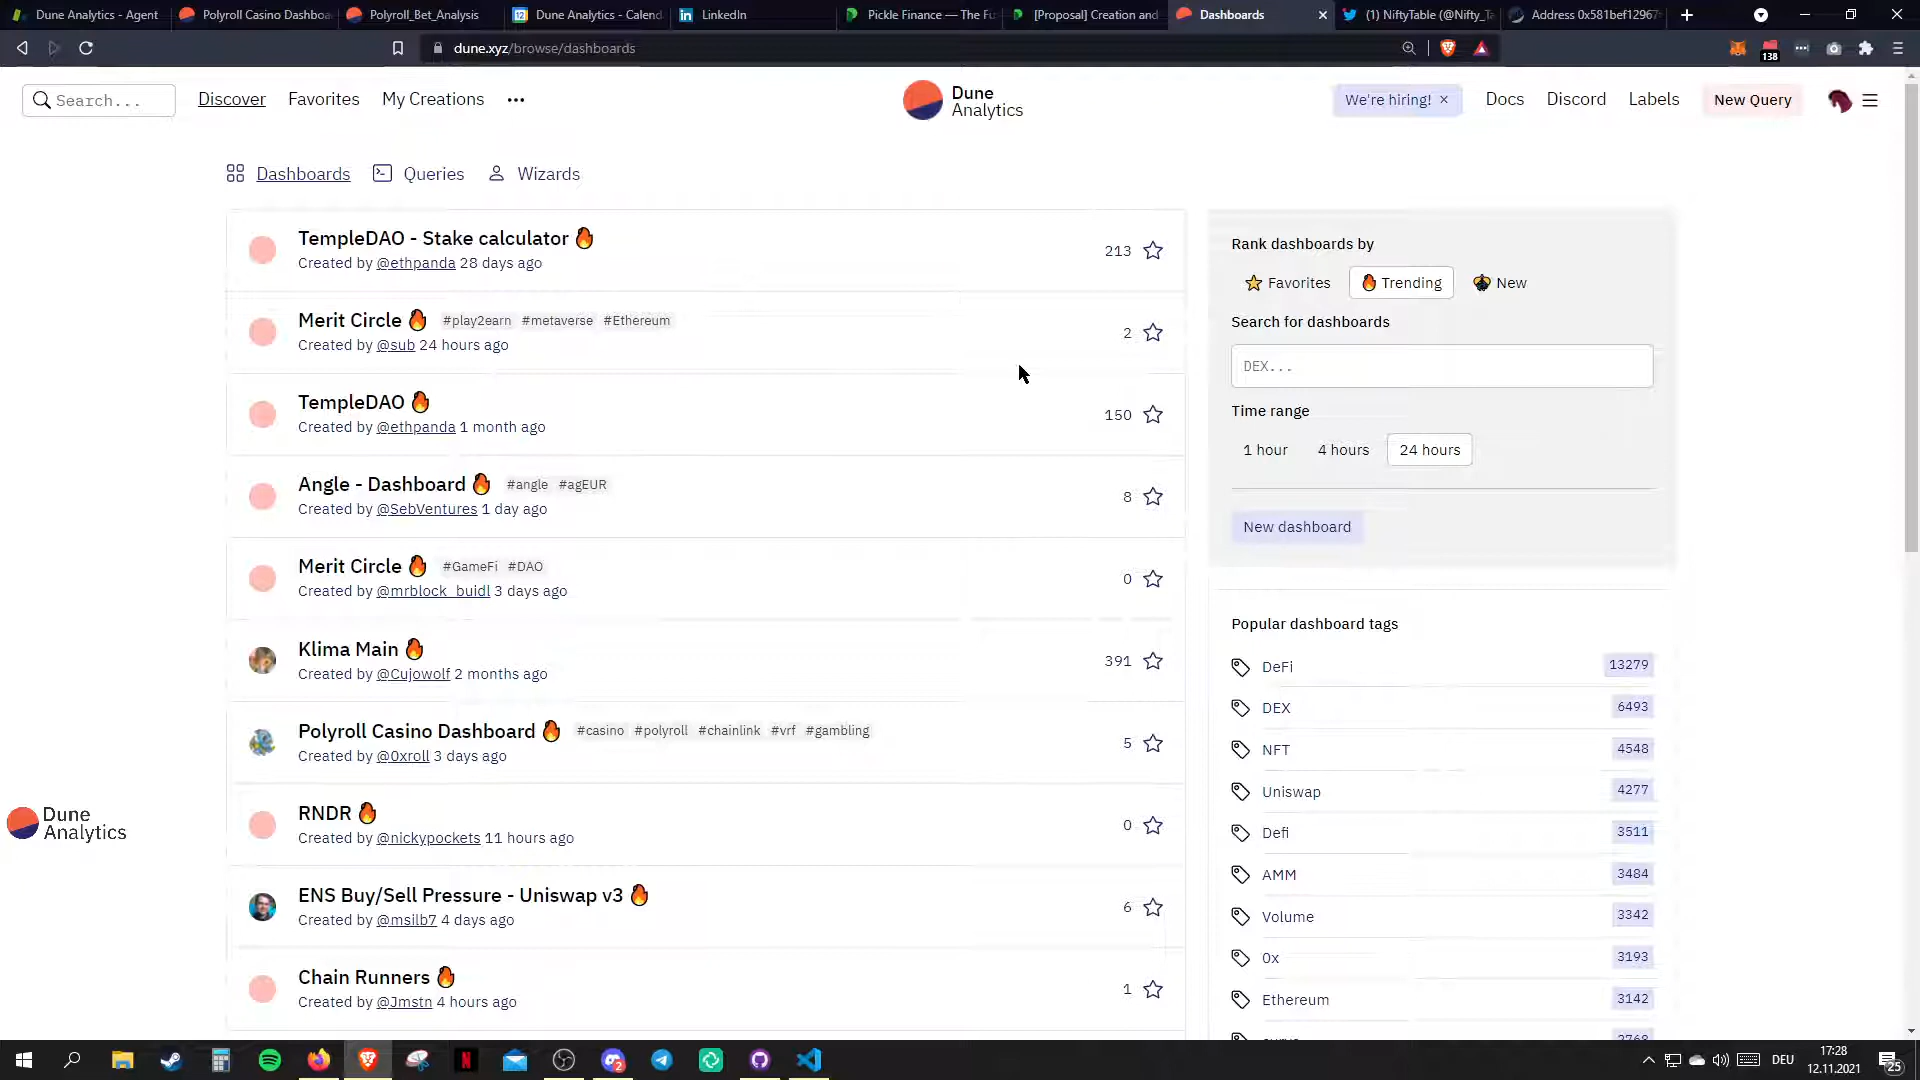 Dune Analytics - Agent
Polyroll Casino Dashboa
Polyroll_Bet_Analysis
Dune Analytics - Calend
LinkedIn
Pickle Finance — The Fu
[Proposal] Creation and
Dashboards
(1) NiftyTable (@Nifty_Ta
Address 0x581bef12967
dune.xyz/browse/dashboards
138
Search...
Discover
Favorites
My Creations
Dune
Analytics
We're hiring! ×
Docs
Discord
Labels
New Query
Dashboards
Queries
Wizards
TempleDAO - Stake calculator
Created by @ethpanda 28 days ago
213
Merit Circle #play2earn #metaverse #Ethereum
Created by @sub 24 hours ago
2
TempleDAO
Created by @ethpanda 1 month ago
150
Angle - Dashboard #angle #agEUR
Created by @SebVentures 1 day ago
8
Merit Circle #GameFi #DAO
Created by @mrblock_buidl 3 days ago
0
Klima Main
Created by @Cujowolf 2 months ago
391
Polyroll Casino Dashboard #casino #polyroll #chainlink #vrf #gambling
Created by @0xroll 3 days ago
5
RNDR
Created by @nickypockets 11 hours ago
0
ENS Buy/Sell Pressure - Uniswap v3
Created by @msilb7 4 days ago
6
Chain Runners
Created by @Jmstn 4 hours ago
1
Rank dashboards by
Favorites
Trending
New
Search for dashboards
DEX...
Time range
1 hour
4 hours
24 hours
New dashboard
Popular dashboard tags
DeFi 13279
DEX 6493
NFT 4548
Uniswap 4277
Defi 3511
AMM 3484
Volume 3342
0x 3193
Ethereum 3142
Dune
Analytics
DEU
17:28
12.11.2021
25